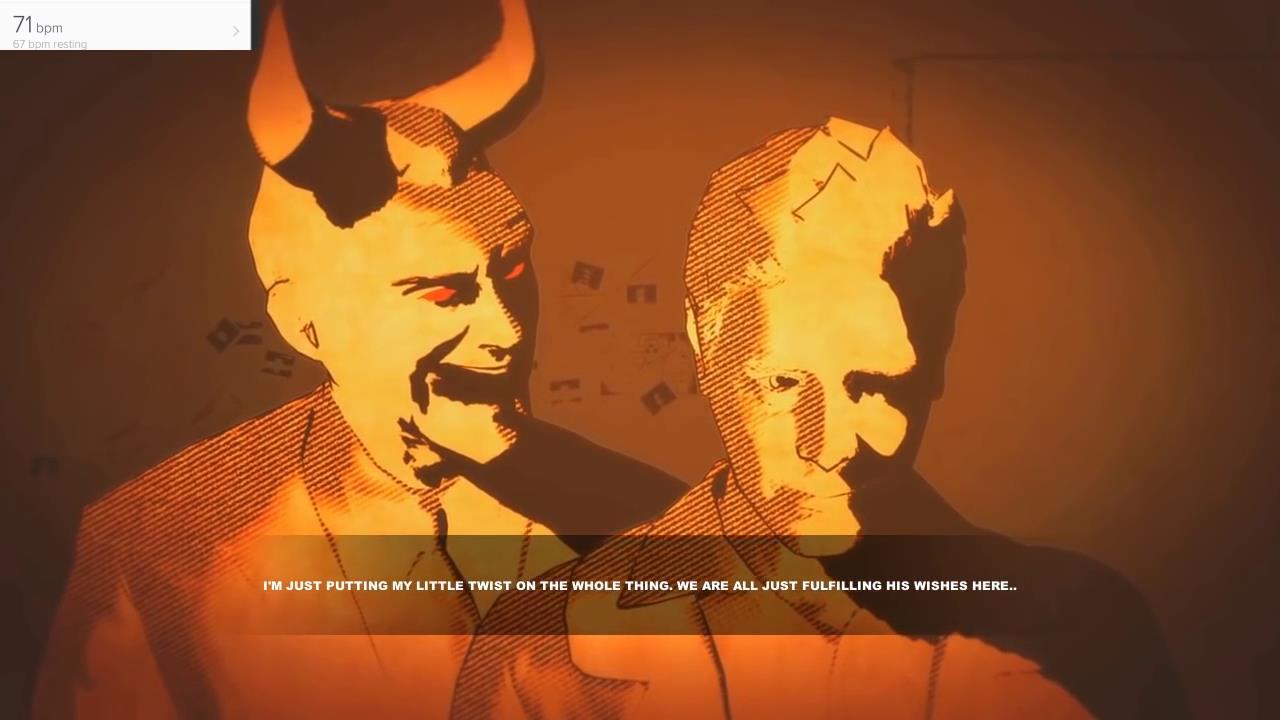 71 bpm
67 bpm resting
I'M JUST PUTTING MY LITTLE TWIST ON THE WHOLE THING. WE ARE ALL JUST FULFILLING HIS WISHES HERE..